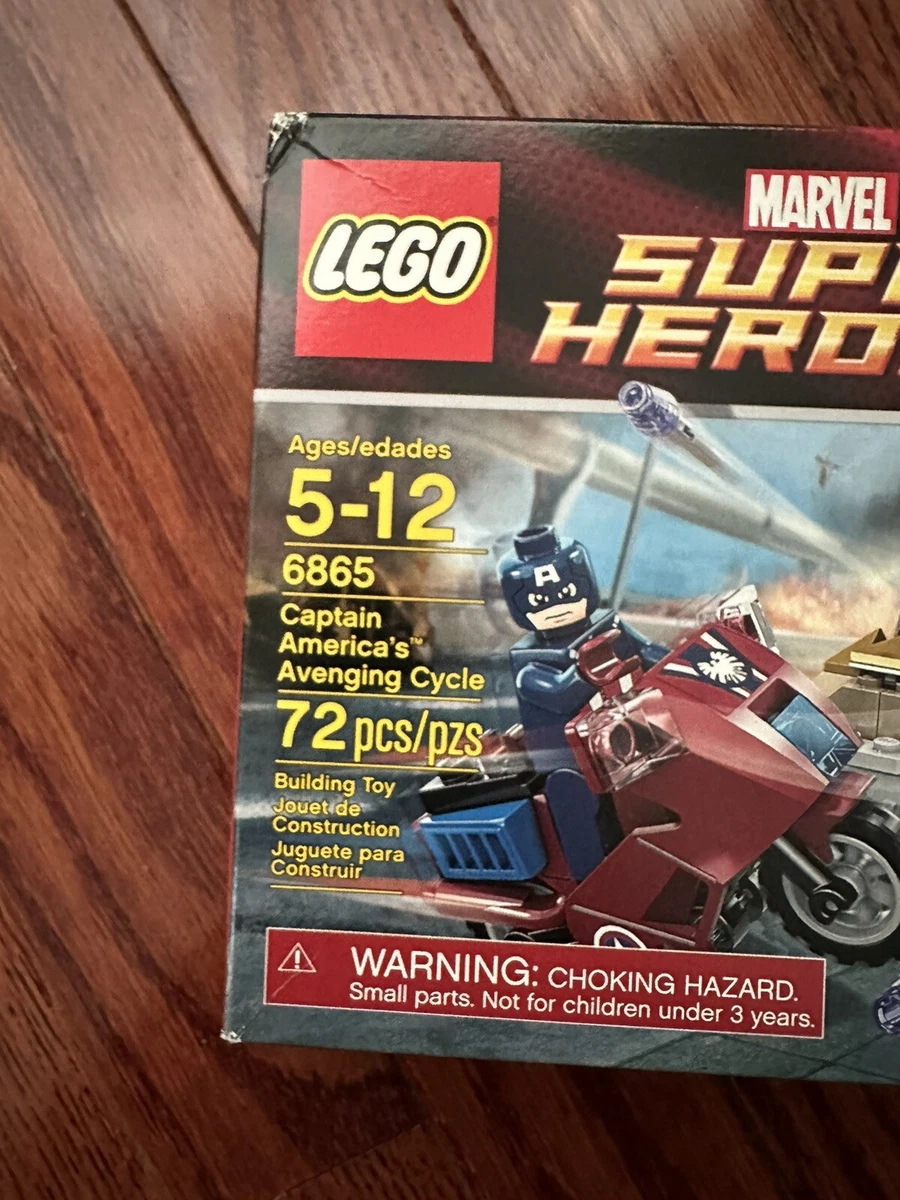 LEGO
MARVEL
SUP
HERO
Ages/edades
5-12
6865
Captain
America's™
Avenging Cycle
72 pcs/pzs
Building Toy
Jouet de
Construction
Juguete para
Construir
A
WARNING: CHOKING HAZARD.
Small parts. Not for children under 3 years.